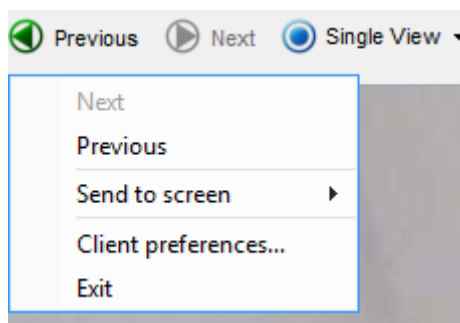 Previous Next Single View
Next
Previous
Send to screen
Client preferences...
Exit